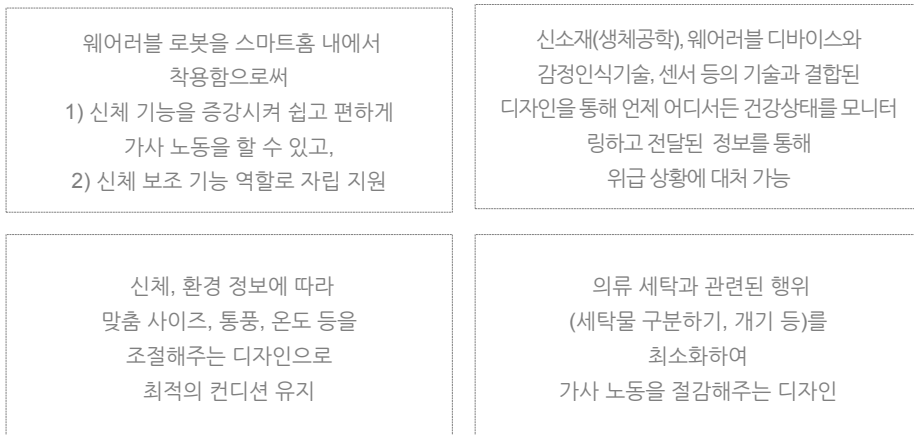 웨어러블 로봇을 스마트홈 내에서
착용함으로써
1) 신체 기능을 증강시켜 쉽고 편하게
가사 노동을 할 수 있고,
2) 신체 보조 기능 역할로 자립 지원
신소재(생체공학), 웨어러블 디바이스와
감정인식기술, 센서 등의 기술과 결합된
디자인을 통해 언제 어디서든 건강상태를 모니터
링하고 전달된 정보를 통해
위급 상황에 대처 가능
신체, 환경 정보에 따라
맞춤 사이즈, 통풍, 온도 등을
조절해주는 디자인으로
최적의 컨디션 유지
의류 세탁과 관련된 행위
(세탁물 구분하기, 개기 등)를
최소화하여
가사 노동을 절감해주는 디자인